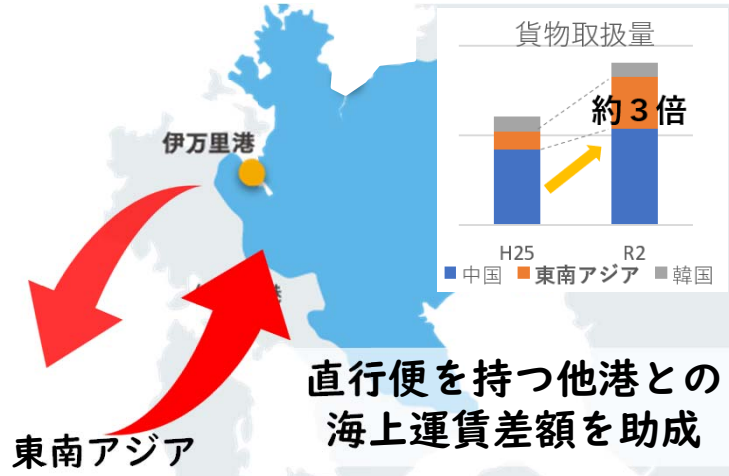 貨物取扱量
約３倍
H25
R2
中国 東南アジア 韓国
伊万里港
東南アジア
直行便を持つ他港との
海上運賃差額を助成